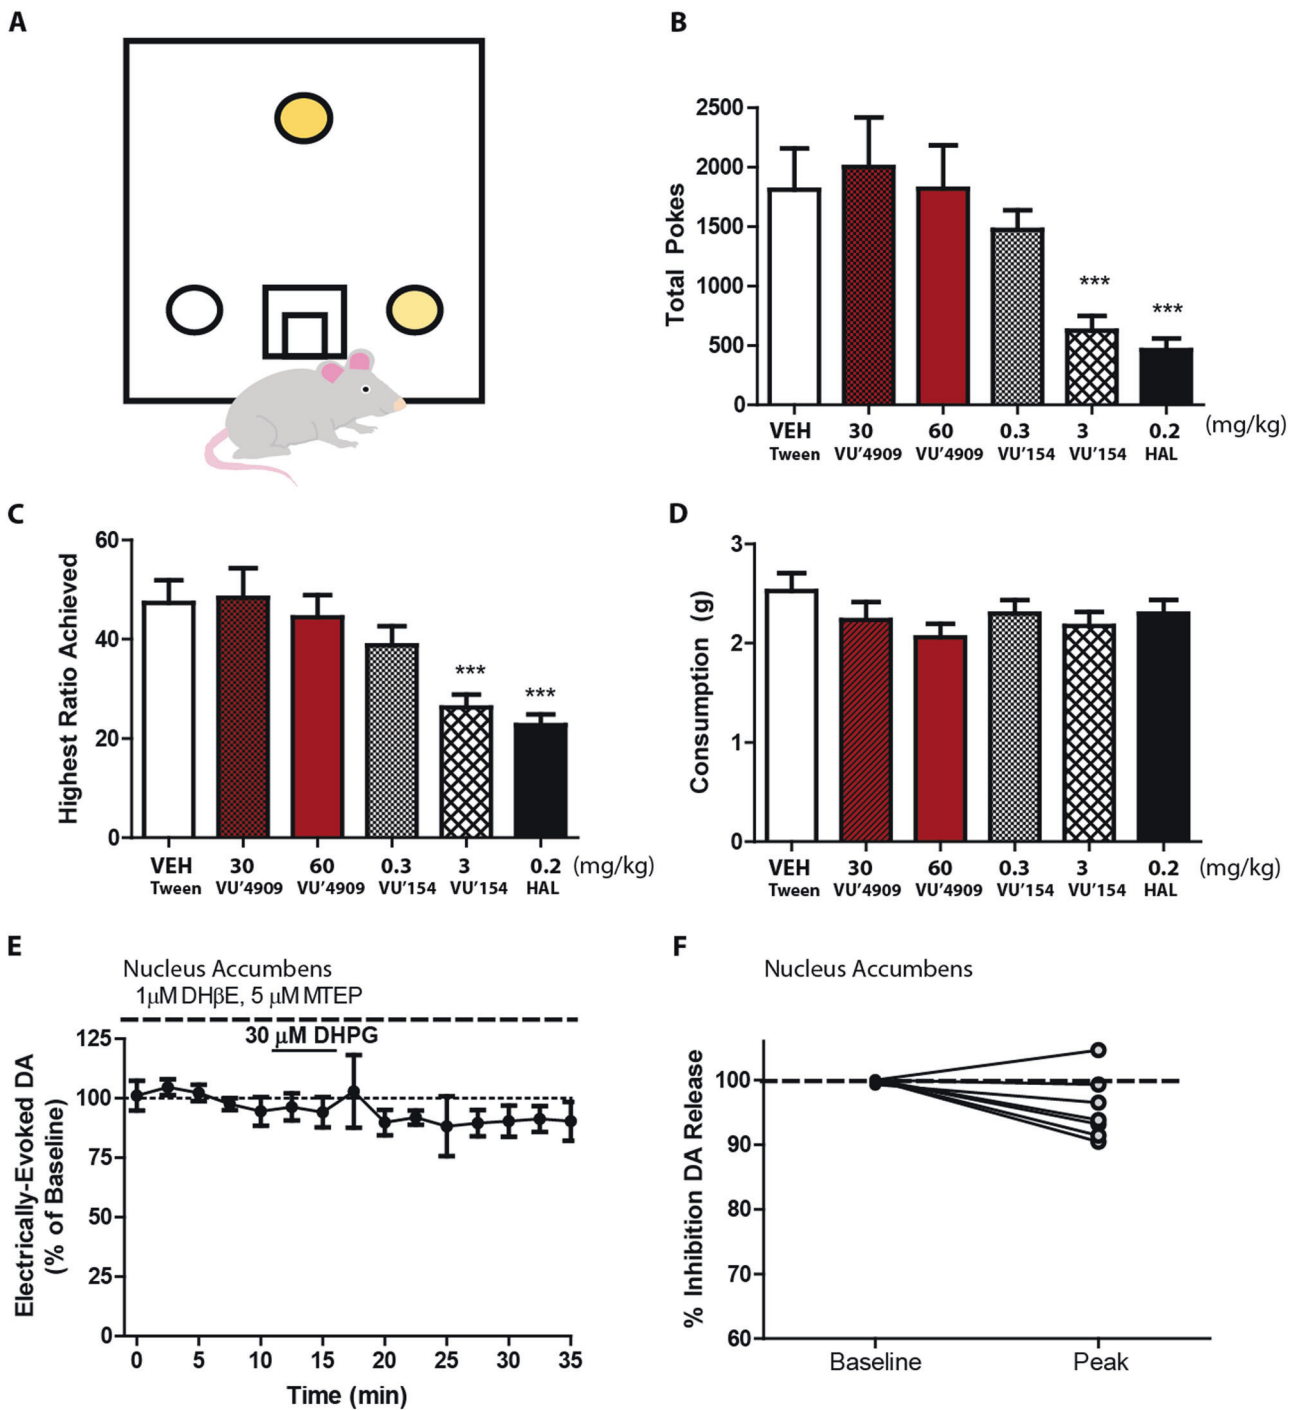 A
B
2500
2000
1500
1000
500
0
Total Pokes
***
***
VEH 30 60 0.3 3 0.2 (mg/kg)
Tween VU'4909 VU'4909 VU'154 VU'154 HAL
C
60
40
20
0
Highest Ratio Achieved
***
***
VEH 30 60 0.3 3 0.2 (mg/kg)
Tween VU'4909 VU'4909 VU'154 VU'154 HAL
D
3
2
1
0
Consumption (g)
VEH 30 60 0.3 3 0.2 (mg/kg)
Tween VU'4909 VU'4909 VU'154 VU'154 HAL
E
Nucleus Accumbens
1μM DHβE, 5 μM MTEP
30 μM DHPG
125
100
75
50
25
0
Electrically-Evoked DA
(% of Baseline)
0 5 10 15 20 25 30 35
Time (min)
F
Nucleus Accumbens
100
90
80
70
60
% Inhibition DA Release
Baseline Peak